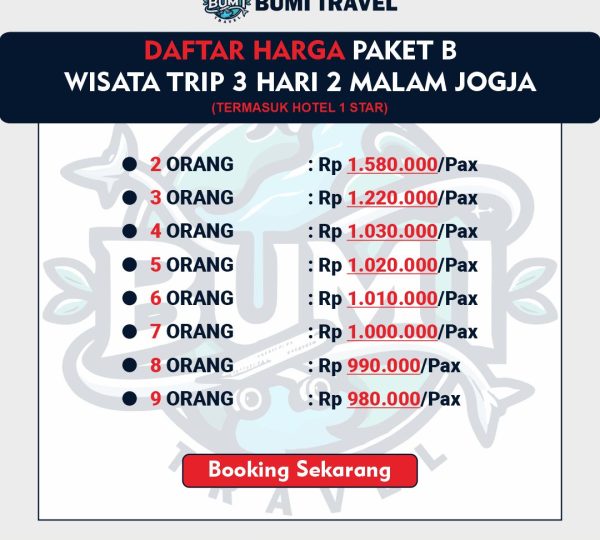 BUMI TRAVEL
DAFTAR HARGA PAKET B
WISATA TRIP 3 HARI 2 MALAM JOGJA
(TERMASUK HOTEL 1 STAR)
2 ORANG : Rp 1.580.000/Pax
3 ORANG : Rp 1.220.000/Pax
4 ORANG : Rp 1.030.000/Pax
5 ORANG : Rp 1.020.000/Pax
6 ORANG : Rp 1.010.000/Pax
7 ORANG : Rp 1.000.000/Pax
8 ORANG : Rp 990.000/Pax
9 ORANG : Rp 980.000/Pax
Booking Sekarang
BUMI
TRAVEL